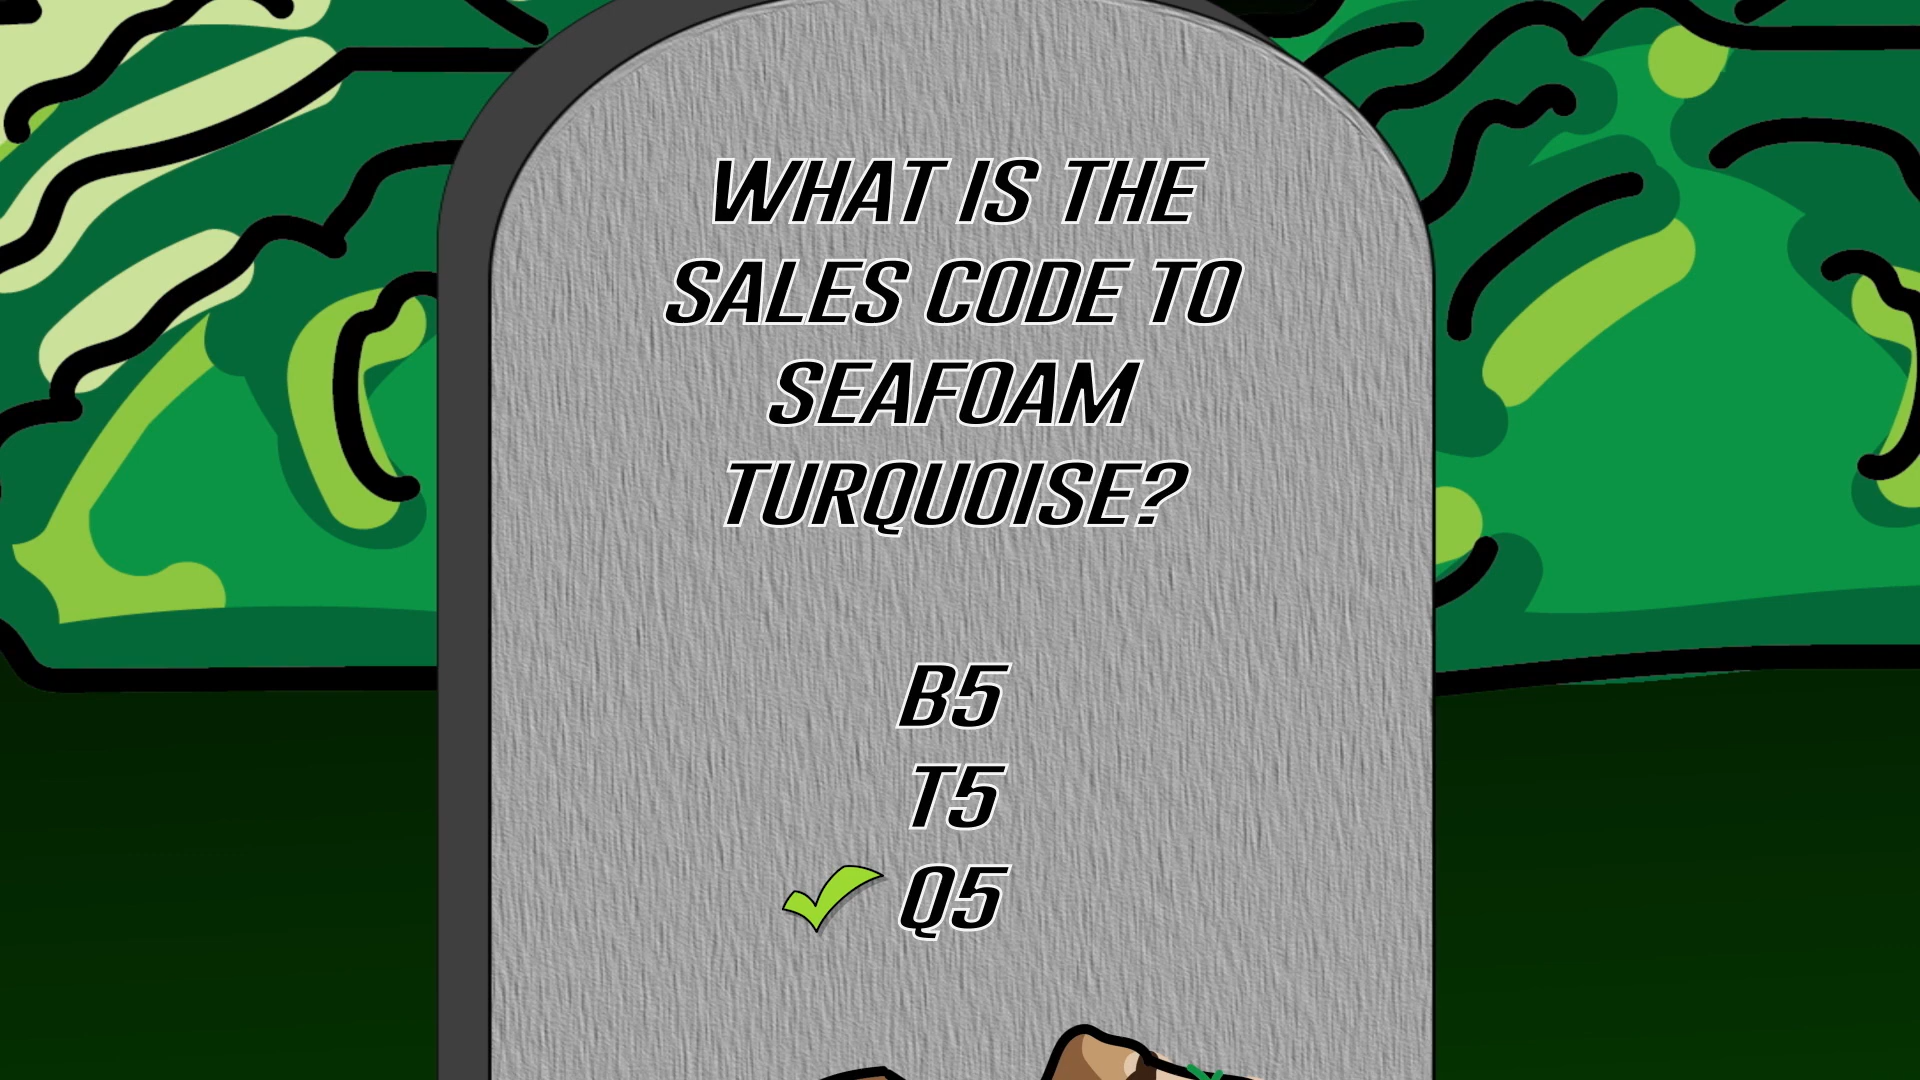 WHAT IS THE
SALES CODE TO
SEAFOAM
TURQUOISE?
B5
T5
Q5